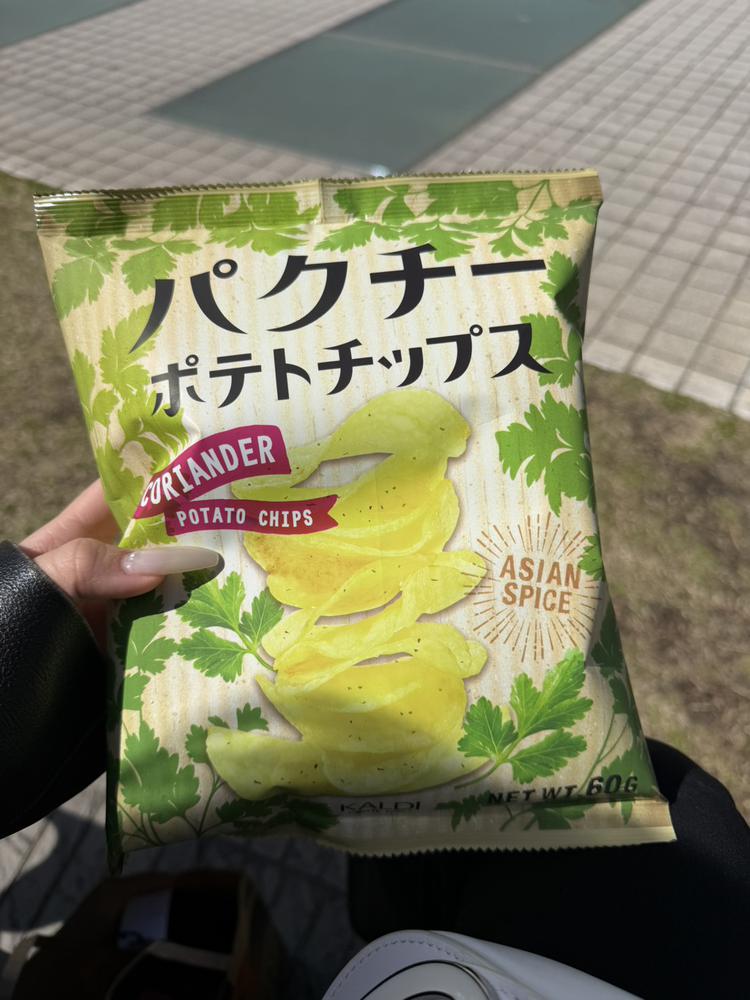 パクチー
ポテトチップス
CORIANDER
POTATO CHIPS
ASIAN
SPICE
KALDI
NET WT. 60G